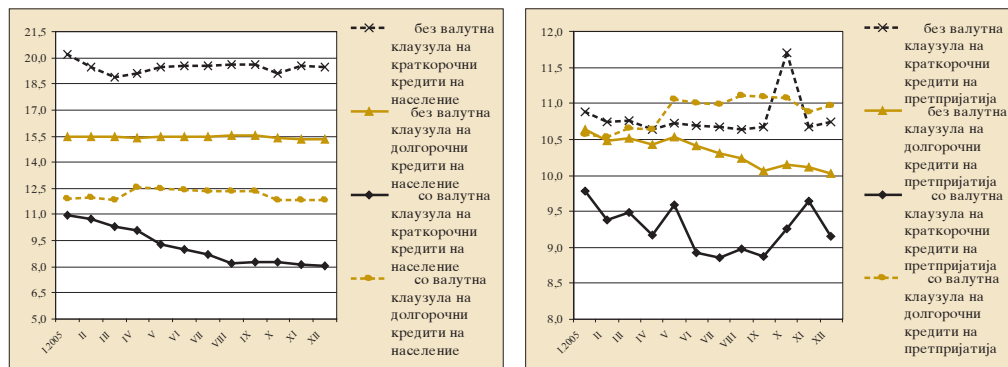 21,5
20,0
18,5
17,0
15,5
15,0
12,5
11,0
9,5
8,0
6,5
5,0
I.2005
II
III
IV
V
VI
VII
VIII
IX
X
XI
XII
без валутна
клаузула на
краткорочни
кредити на
население
без валутна
клаузула на
долгорочни
кредити на
население
со валутна
клаузула на
краткорочни
кредити на
население
со валутна
клаузула на
долгорочни
кредити на
население
12,0
11,5
11,0
10,5
10,0
9,5
9,0
8,5
8,0
I.2005
II
III
IV
V
VI
VII
VIII
IX
X
XI
XII
без валутна
клаузула на
краткорочни
кредити на
претпријатија
без валутна
клаузула на
долгорочни
кредити на
претпријатија
со валутна
клаузула на
краткорочни
кредити на
претпријатија
со валутна
клаузула на
долгорочни
кредити на
претпријатија